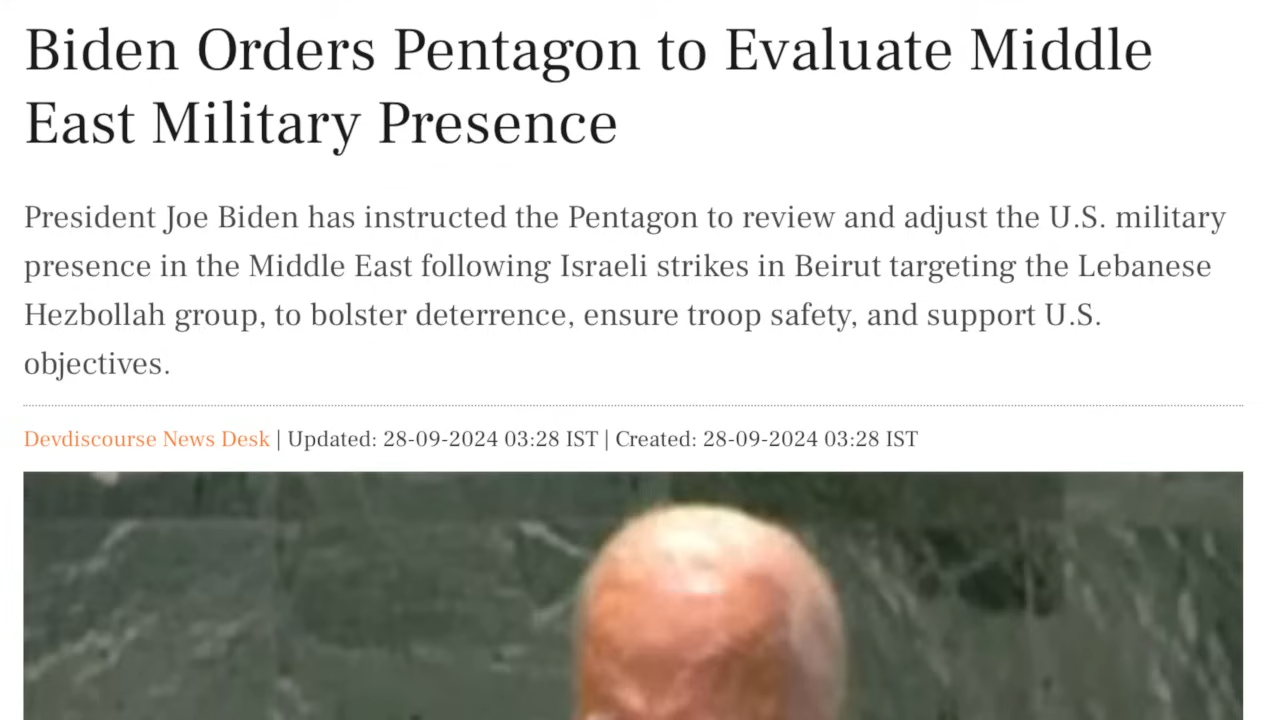 Biden Orders Pentagon to Evaluate Middle
East Military Presence
President Joe Biden has instructed the Pentagon to review and adjust the U.S. military
presence in the Middle East following Israeli strikes in Beirut targeting the Lebanese
Hezbollah group, to bolster deterrence, ensure troop safety, and support U.S.
objectives.
Devdiscourse News Desk | Updated: 28-09-2024 03:28 IST | Created: 28-09-2024 03:28 IST